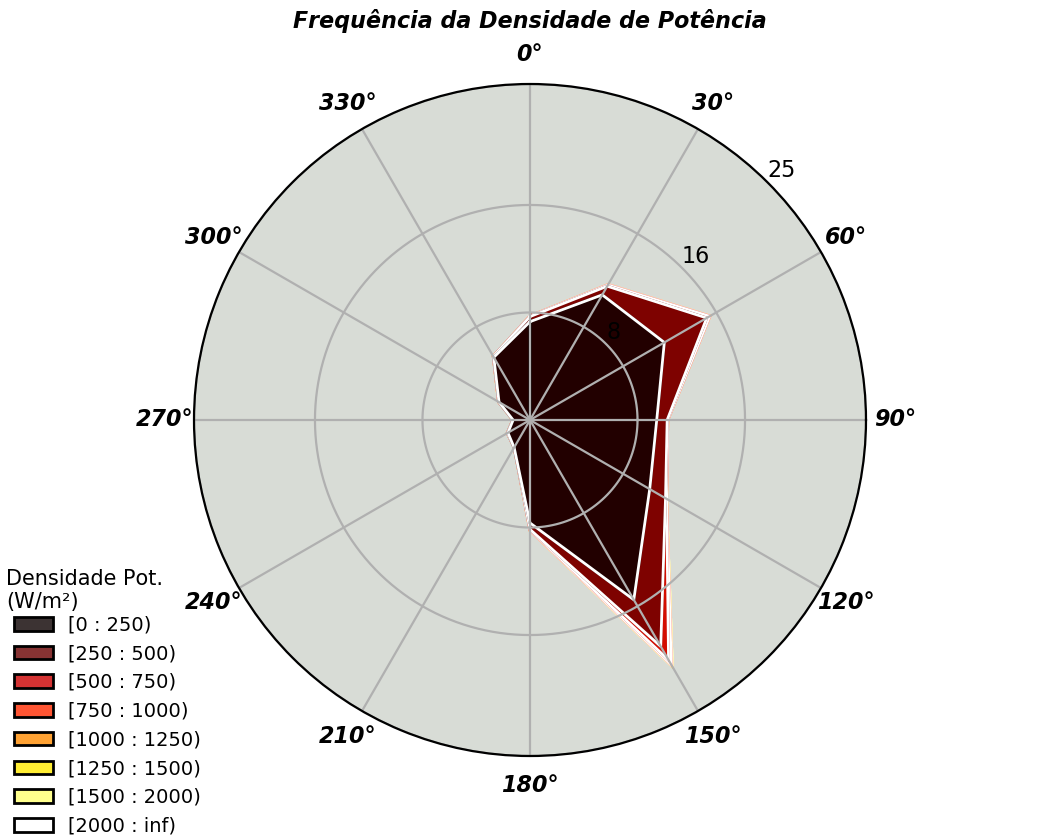 Frequência da Densidade de Potência
0°
330°
30°
25
300°
60°
16
8
270°
90°
240°
120°
210°
150°
180°
Densidade Pot.
(W/m²)
[0 : 250)
[250 : 500)
[500 : 750)
[750 : 1000)
[1000 : 1250)
[1250 : 1500)
[1500 : 2000)
[2000 : inf)